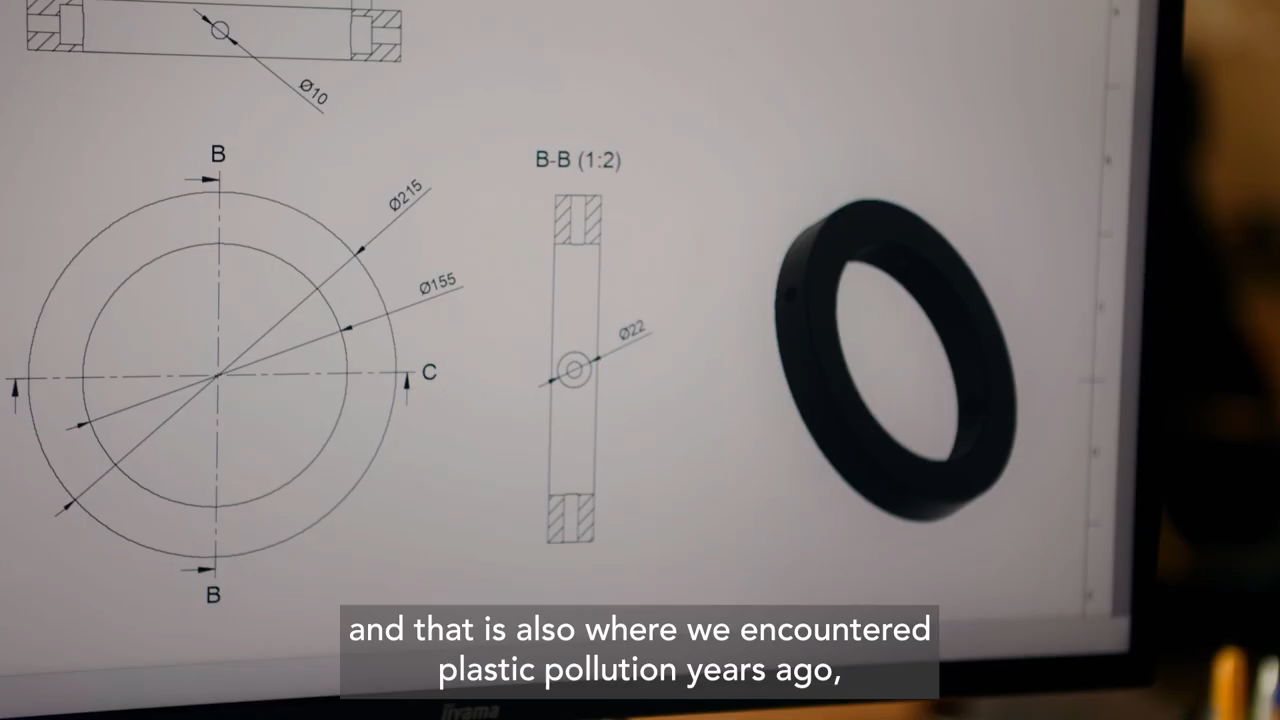 Ø10
B
B-B (1:2)
Ø215
Ø155
Ø22
C
B
and that is also where we encountered
plastic pollution years ago,
iiyama